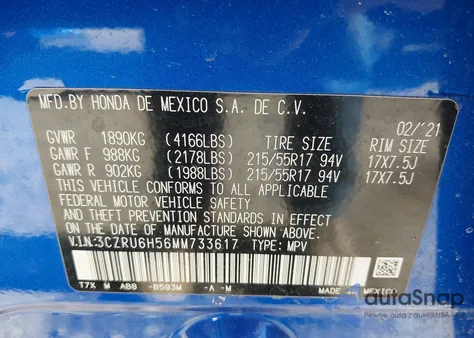 MFD.BY HONDA DE MEXICO S.A. DE C.V.
02/'21
GVWR 1890KG (4166LBS) TIRE SIZE RIM SIZE
GAWR F 988KG (2178LBS) 215/55R17 94V 17X7.5J
GAWR R 902KG (1988LBS) 215/55R17 94V 17X7.5J
THIS VEHICLE CONFORMS TO ALL APPLICABLE
FEDERAL MOTOR VEHICLE SAFETY
AND THEFT PREVENTION STANDARDS IN EFFECT
ON THE DATE OF MANUFACTURE SHOWN ABOVE.
V.I.N:3CZRU6H56MM733617 TYPE: MPV
T7X M AB8 -B593M -A -M MADE IN MEXICO
autoSnap
Pewne auto z